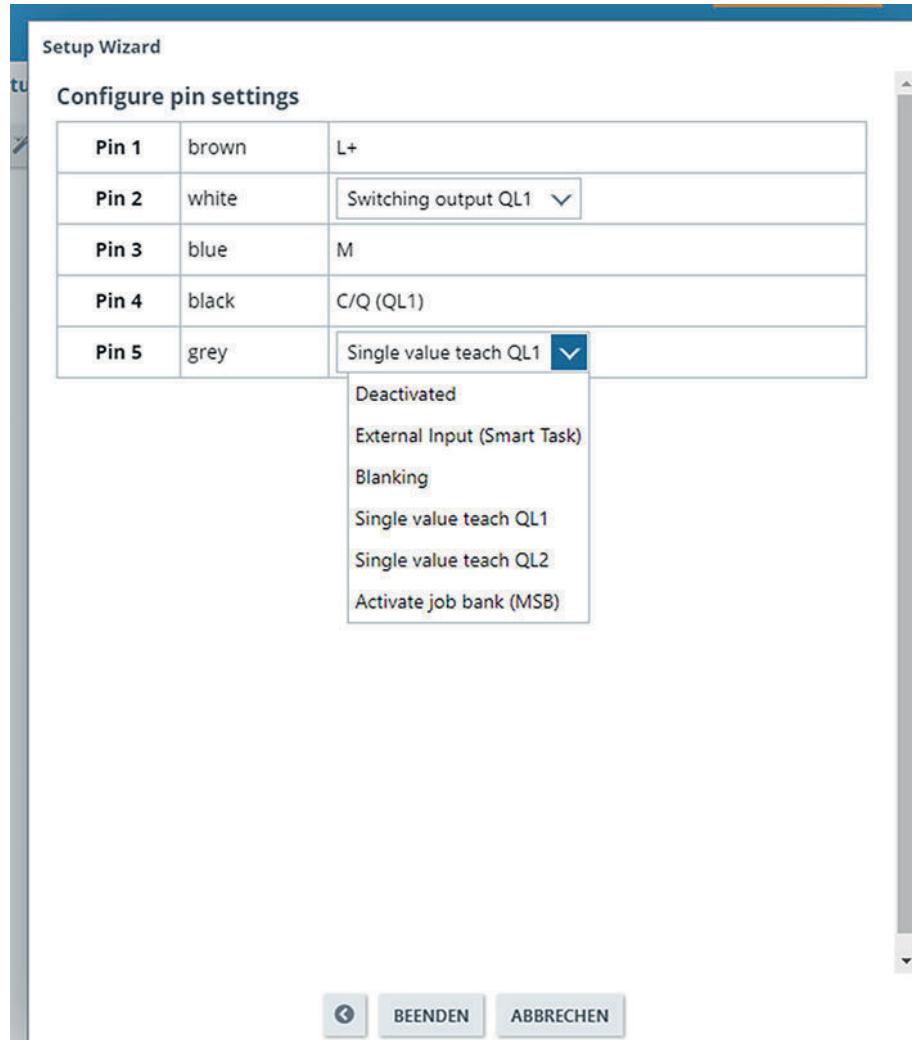 Setup Wizard
tu
Configure pin settings
Pin 1 brown L+
Pin 2 white Switching output QL1
Pin 3 blue M
Pin 4 black C/Q (QL1)
Pin 5 grey Single value teach QL1
Deactivated
External Input (Smart Task)
Blanking
Single value teach QL1
Single value teach QL2
Activate job bank (MSB)
BEENDEN ABBRECHEN